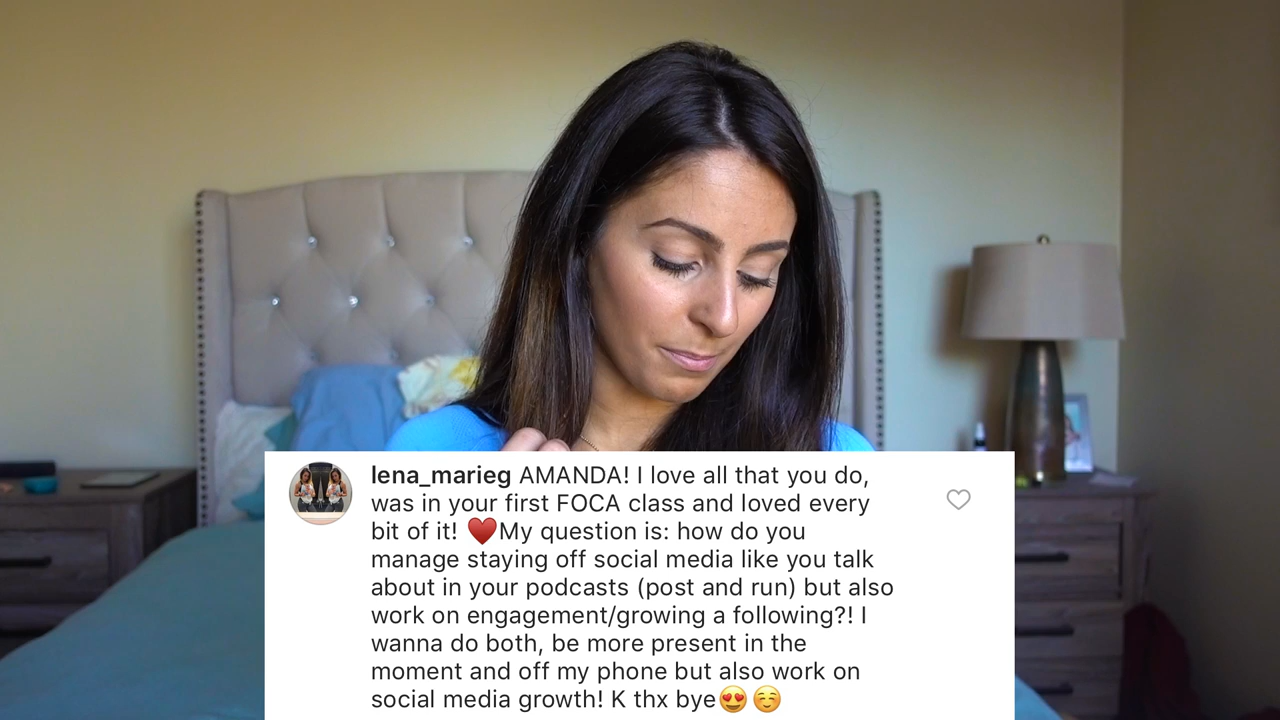 lena_marieg AMANDA! I love all that you do,
was in your first FOCA class and loved every
bit of it! ♥️My question is: how do you
manage staying off social media like you talk
about in your podcasts (post and run) but also
work on engagement/growing a following?! I
wanna do both, be more present in the
moment and off my phone but also work on
social media growth! K thx bye😍☺️